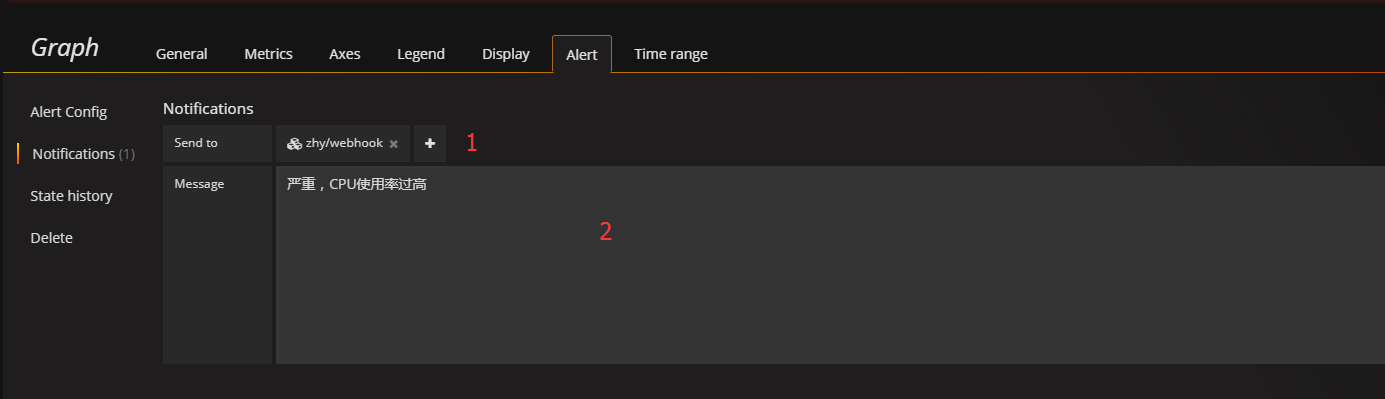 Graph General Metrics Axes Legend Display Alert Time range
Alert Config
Notifications (1)
State history
Delete
Notifications
Send to zhy/webhook 1
Message 严重，CPU使用率过高
2